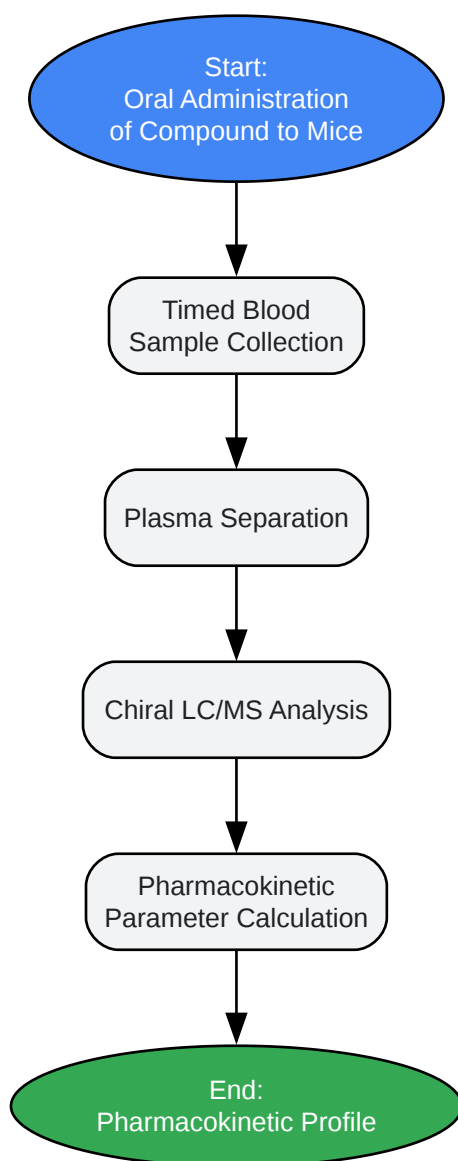 Start:
Oral Administration
of Compound to Mice
Timed Blood
Sample Collection
Plasma Separation
Chiral LC/MS Analysis
Pharmacokinetic
Parameter Calculation
End:
Pharmacokinetic Profile